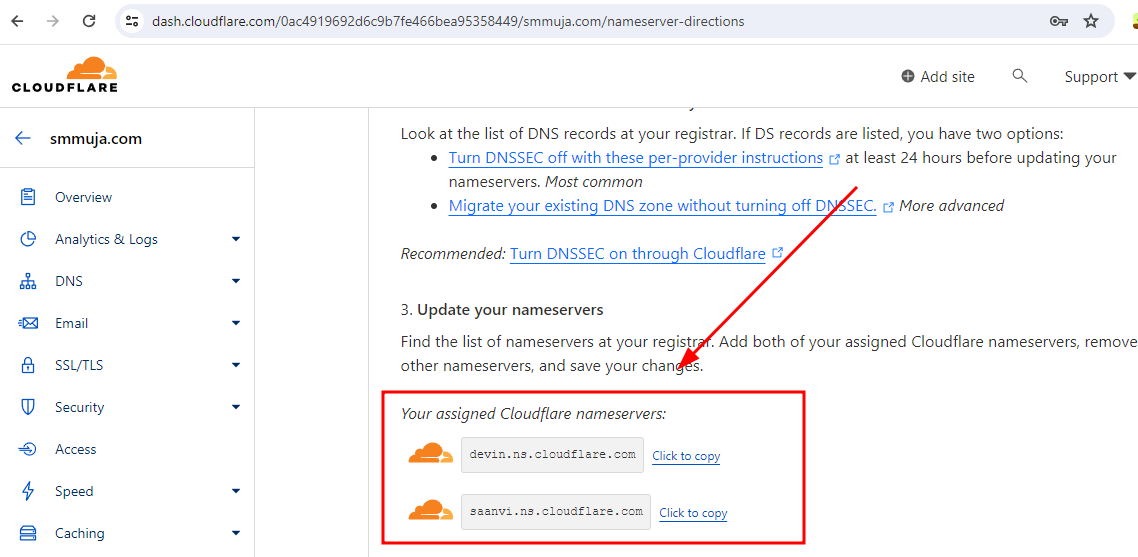 dash.cloudflare.com/0ac4919692d6c9b7fe466bea95358449/smmuja.com/nameserver-directions
CLOUDFLARE
Add site
Support
smmuja.com
Overview
Analytics & Logs
DNS
Email
SSL/TLS
Security
Access
Speed
Caching
Look at the list of DNS records at your registrar. If DS records are listed, you have two options:
Turn DNSSEC off with these per-provider instructions at least 24 hours before updating your
nameservers. Most common
Migrate your existing DNS zone without turning off DNSSEC. More advanced
Recommended: Turn DNSSEC on through Cloudflare
3. Update your nameservers
Find the list of nameservers at your registrar. Add both of your assigned Cloudflare nameservers, remove
other nameservers, and save your changes.
Your assigned Cloudflare nameservers:
devin.ns.cloudflare.com Click to copy
saanvi.ns.cloudflare.com Click to copy